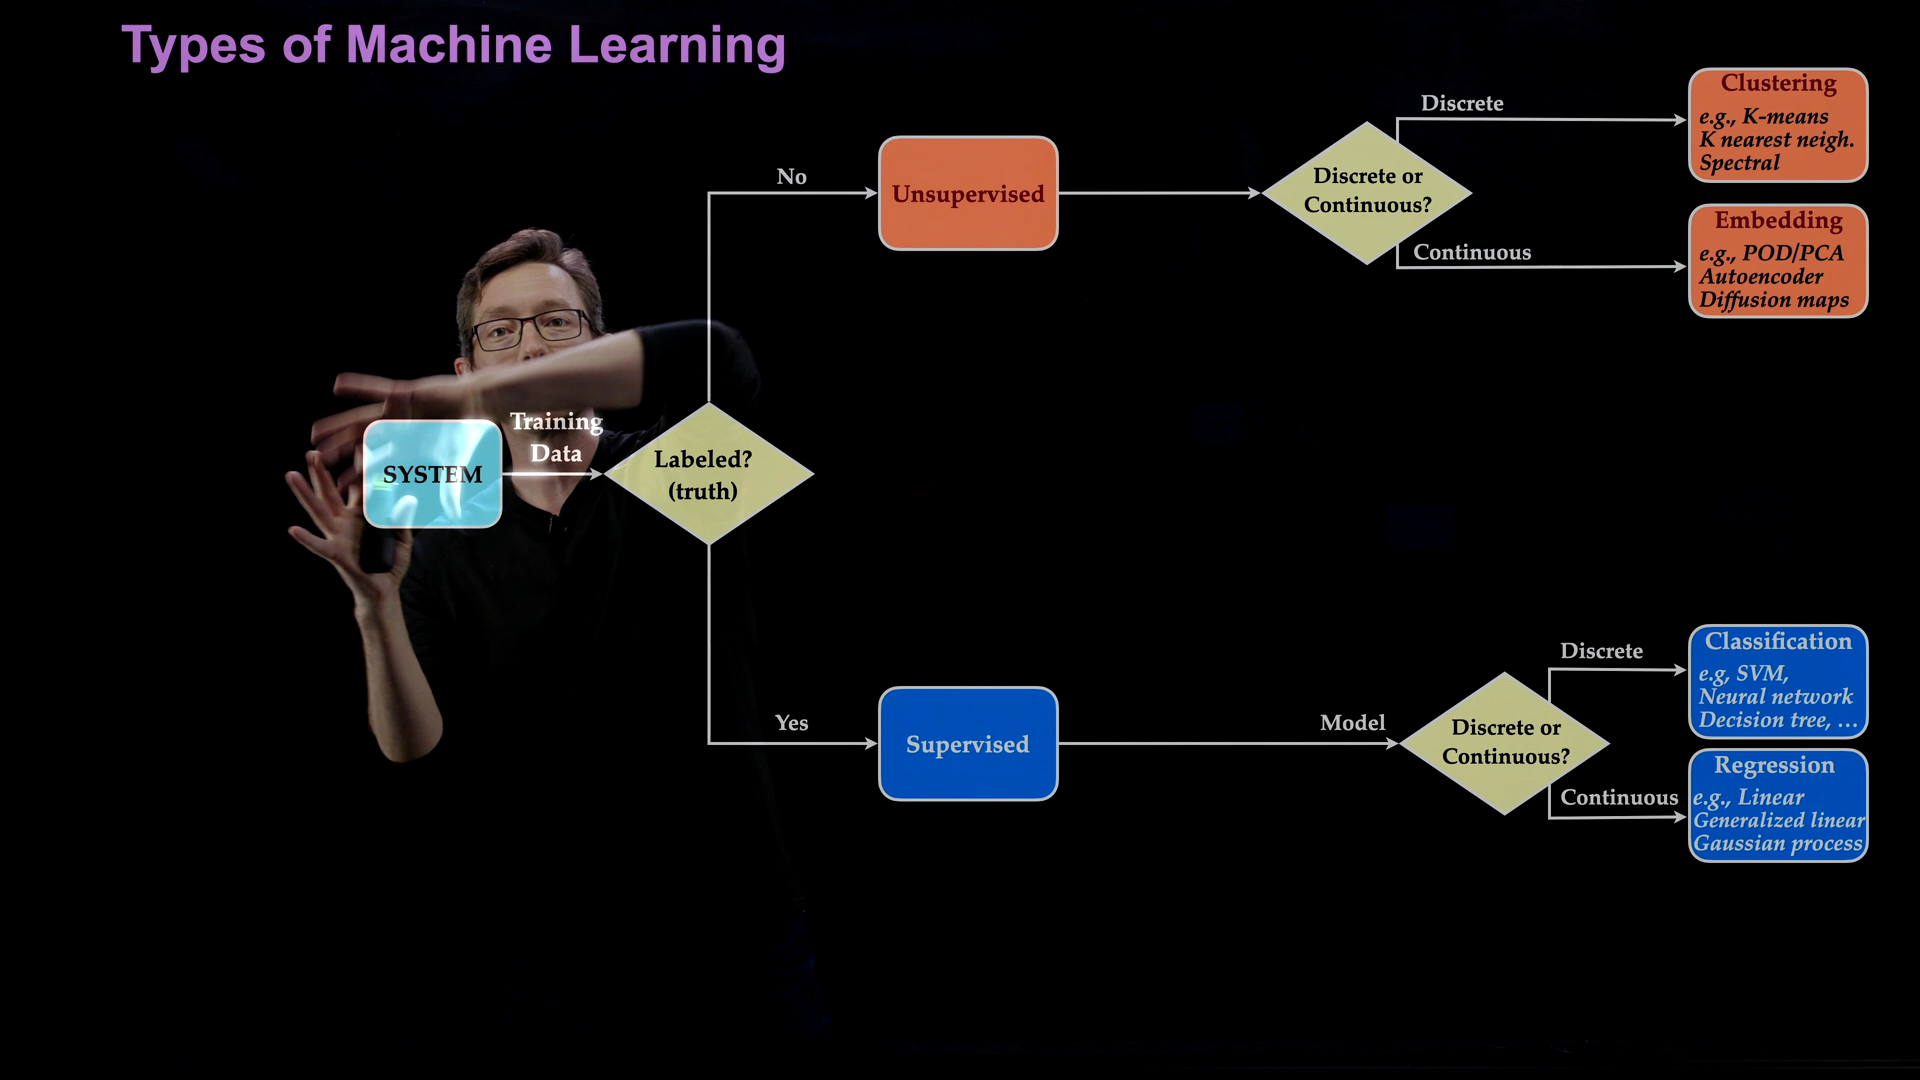 Types of Machine Learning
SYSTEM
Training
Data
Labeled?
(truth)
No
Unsupervised
Discrete or
Continuous?
Discrete
Clustering
e.g., K-means
K nearest neigh.
Spectral
Continuous
Embedding
e.g., POD/PCA
Autoencoder
Diffusion maps
Yes
Supervised
Model
Discrete or
Continuous?
Discrete
Classification
e.g, SVM,
Neural network
Decision tree, ...
Continuous
Regression
e.g., Linear
Generalized linear
Gaussian process